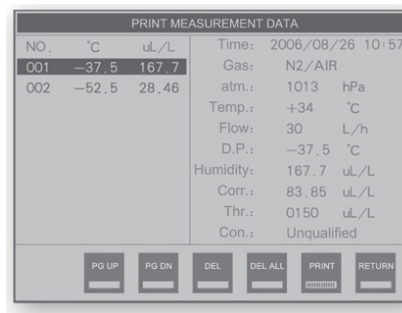 PRINT MEASUREMENT DATA
NO. °C uL/L
001 −37.5 167.7
002 −52.5 28.46
Time: 2006/08/26 10:57
Gas: N2/AIR
atm.: 1013 hPa
Temp.: +34 °C
Flow: 30 L/h
D.P.: −37.5 °C
Humidity: 167.7 uL/L
Corr.: 83.85 uL/L
Thr.: 0150 uL/L
Con.: Unqualified
PG UP PG DN DEL DEL ALL PRINT RETURN